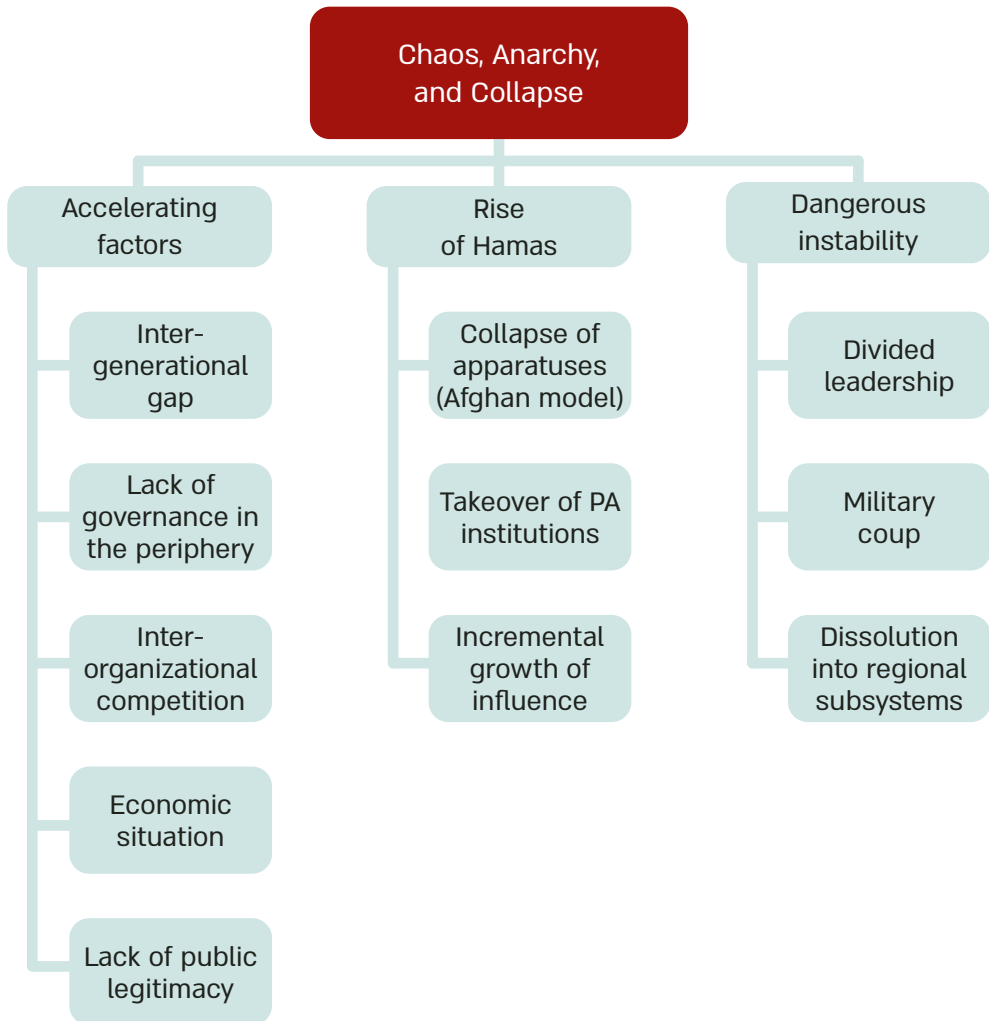 Chaos, Anarchy,
and Collapse
Accelerating
factors
Inter-
generational
gap
Lack of
governance in
the periphery
Inter-
organizational
competition
Economic
situation
Lack of public
legitimacy
Rise
of Hamas
Collapse of
apparatuses
(Afghan model)
Takeover of PA
institutions
Incremental
growth of
influence
Dangerous
instability
Divided
leadership
Military
coup
Dissolution
into regional
subsystems